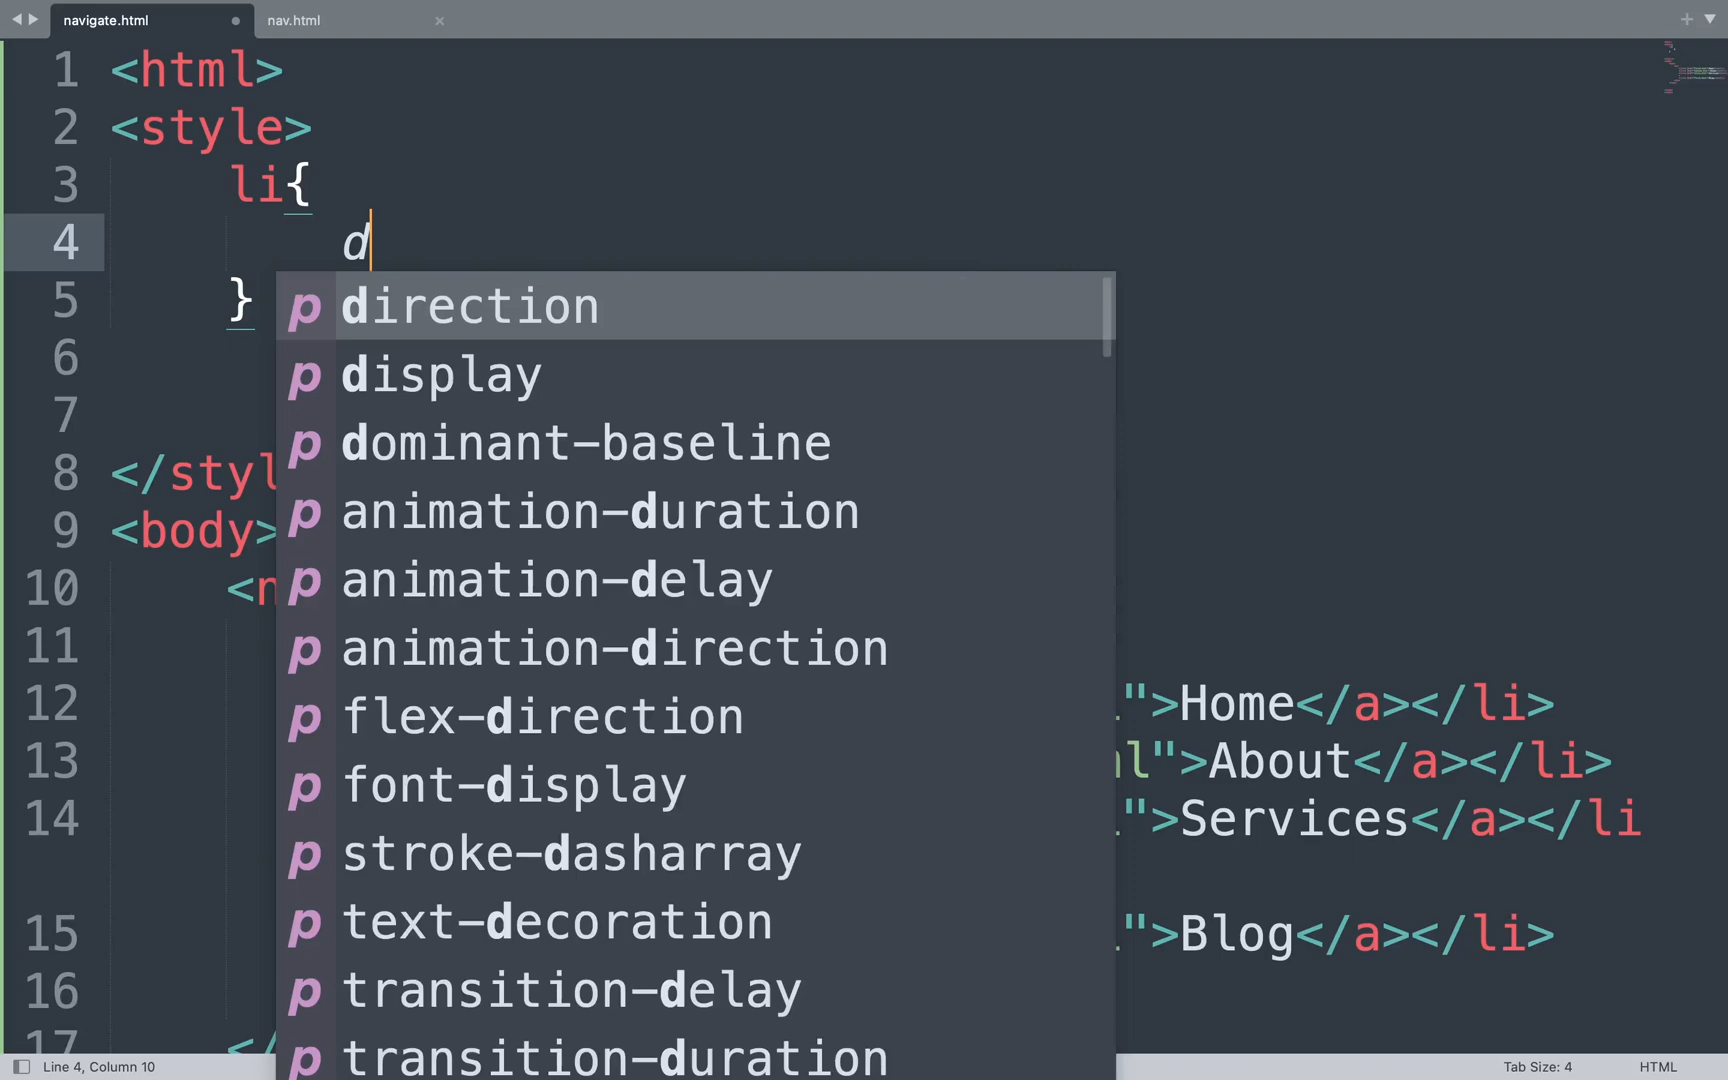 navigate.html
nav.html
1 <html>
2 <style>
3 li{
4 d
5 }
6
7
8 </styl
9 <body>
10 <n
11
12 ">Home</a></li>
13 l">About</a></li>
14 ">Services</a></li
15 ">Blog</a></li>
16
17 </
p direction
p display
p dominant-baseline
p animation-duration
p animation-delay
p animation-direction
p flex-direction
p font-display
p stroke-dasharray
p text-decoration
p transition-delay
p transition-duration
Line 4, Column 10
Tab Size: 4
HTML